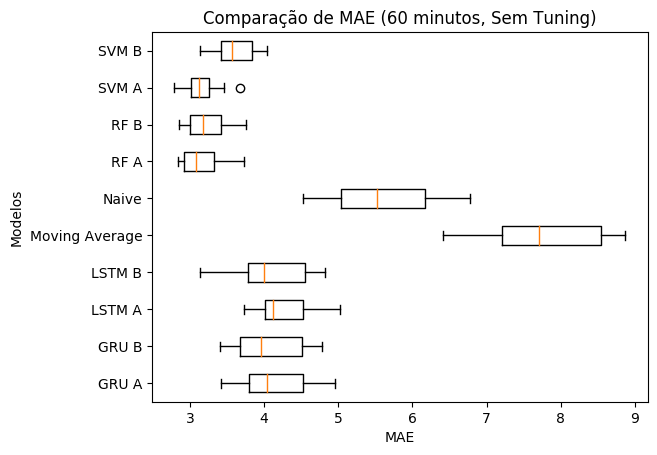 Comparação de MAE (60 minutos, Sem Tuning)
SVM B
SVM A
RF B
RF A
Naive
Moving Average
LSTM B
LSTM A
GRU B
GRU A
Modelos
3 4 5 6 7 8 9
MAE